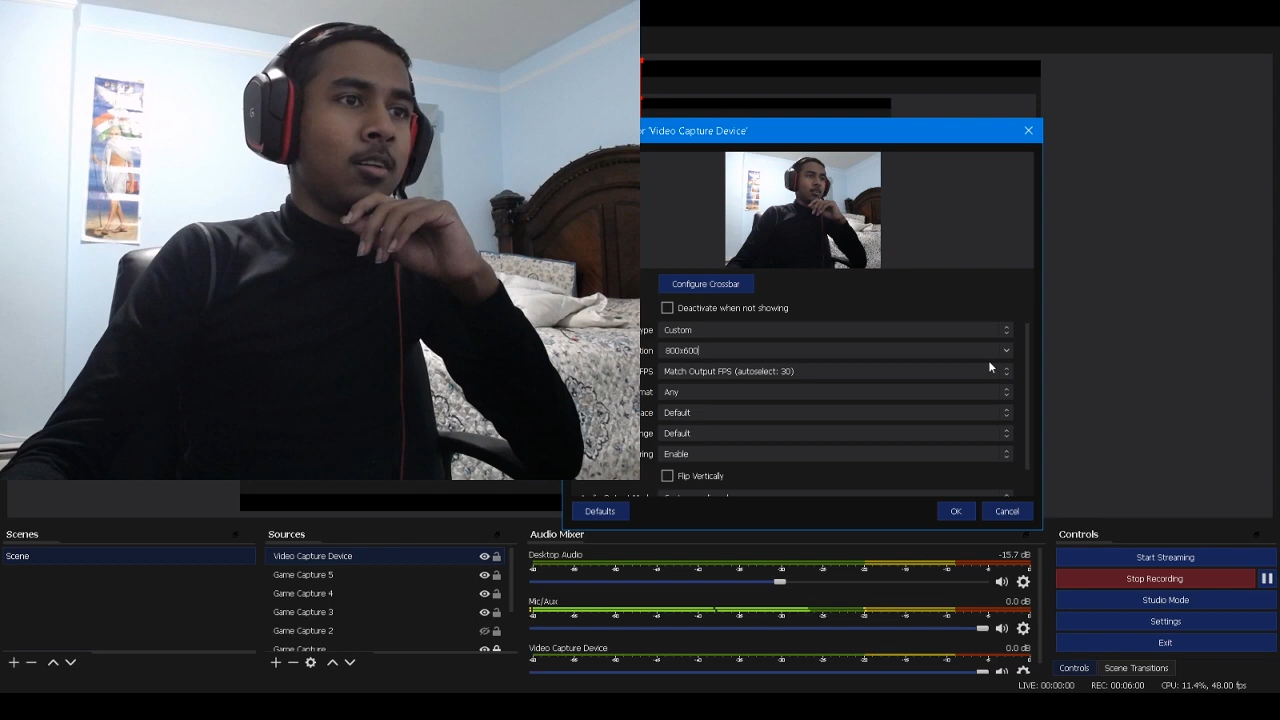 or 'Video Capture Device'
Configure Crossbar
Deactivate when not showing
ype Custom
tion 800x600
FPS Match Output FPS (autoselect: 30)
mat Any
ace Default
nge Default
ring Enable
Flip Vertically
Defaults OK Cancel
Scenes
Scene
Sources
Video Capture Device
Game Capture 5
Game Capture 4
Game Capture 3
Game Capture 2
Game Capture
Audio Mixer
Desktop Audio -15.7 dB
Mic/Aux 0.0 dB
Video Capture Device 0.0 dB
Controls
Start Streaming
Stop Recording
Studio Mode
Settings
Exit
Controls Scene Transitions
LIVE: 00:00:00 REC: 00:06:00 CPU: 11.4%, 48.00 fps